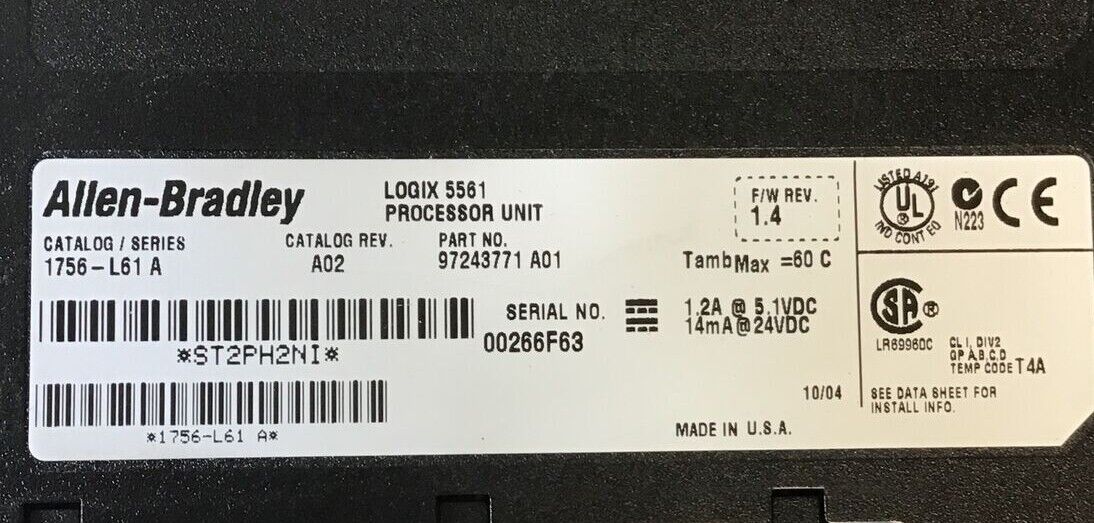 Allen-Bradley
LOGIX 5561
PROCESSOR UNIT
F/W REV.
1.4
CATALOG / SERIES
1756-L61 A
CATALOG REV.
A02
PART NO.
97243771 A01
TambMax =60 C
SERIAL NO.
00266F63
1.2A @ 5.1VDC
14mA@24VDC
*ST2PH2NI*
*1756-L61 A*
10/04
MADE IN U.S.A.
LISTED A191
UL
®
IND CONT EQ
N223
CE
SA ®
LR69960C
CL I, DIV2
GP A,B,C,D
TEMP CODE T4A
SEE DATA SHEET FOR
INSTALL INFO.